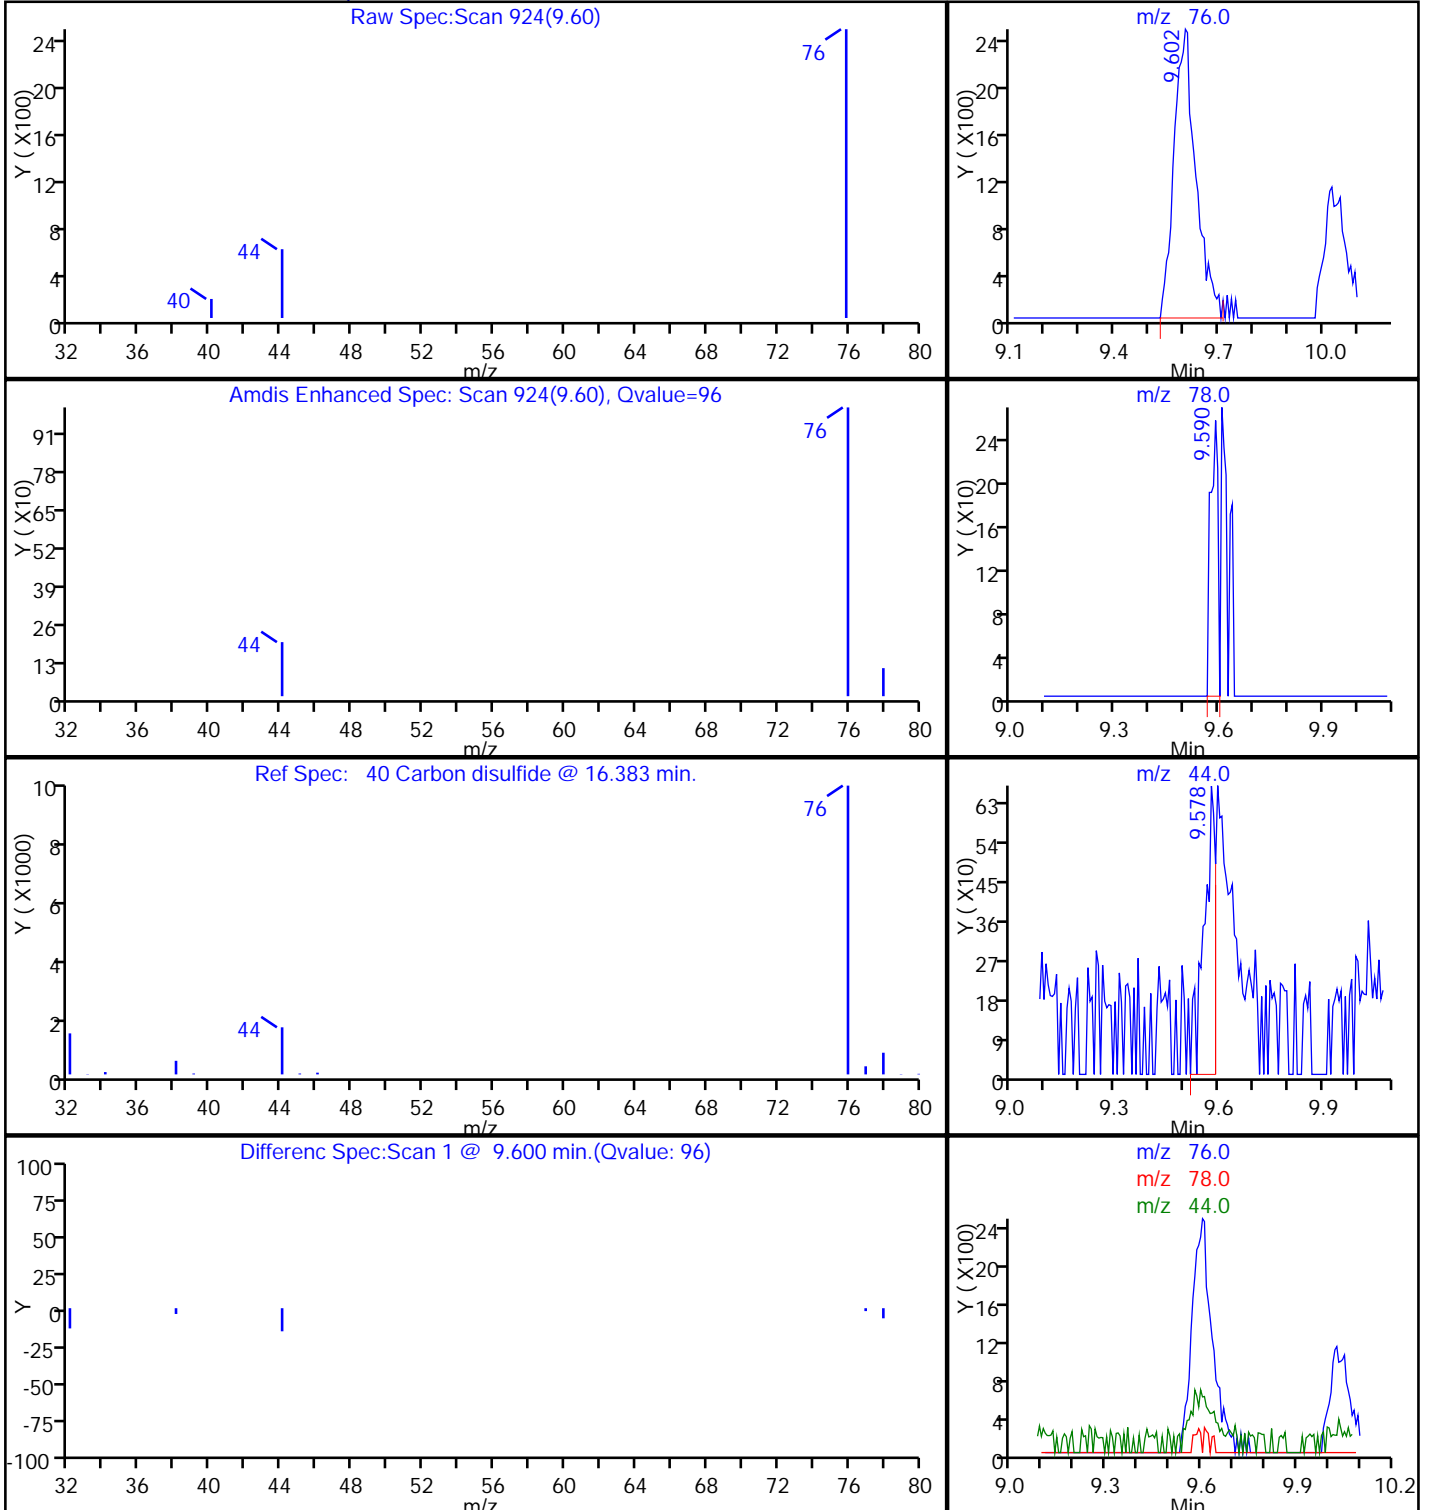 Raw Spec:Scan 924(9.60)
Y ( X100)
24
20
16
12
8
4
0
76
44
40
32 36 40 44 48 52 56 60 64 68 72 76 80
m/z
m/z 76.0
Y ( X100)
24
20
16
12
8
4
0
9.602
9.1 9.4 9.7 10.0
Min
Amdis Enhanced Spec: Scan 924(9.60), Qvalue=96
Y ( X10)
91
78
65
52
39
26
13
0
76
44
32 36 40 44 48 52 56 60 64 68 72 76 80
m/z
m/z 78.0
Y ( X10)
24
20
16
12
8
4
0
9.590
9.0 9.3 9.6 9.9
Min
Ref Spec: 40 Carbon disulfide @ 16.383 min.
Y ( X1000)
10
8
6
4
2
0
76
44
32 36 40 44 48 52 56 60 64 68 72 76 80
m/z
m/z 44.0
Y ( X10)
63
54
45
36
27
18
9
0
9.578
9.0 9.3 9.6 9.9
Min
Differenc Spec:Scan 1 @ 9.600 min.(Qvalue: 96)
Y
100
75
50
25
0
-25
-50
-75
-100
32 36 40 44 48 52 56 60 64 68 72 76 80
m/z
m/z 76.0
m/z 78.0
m/z 44.0
Y ( X100)
24
20
16
12
8
4
0
9.0 9.3 9.6 9.9 10.2
Min